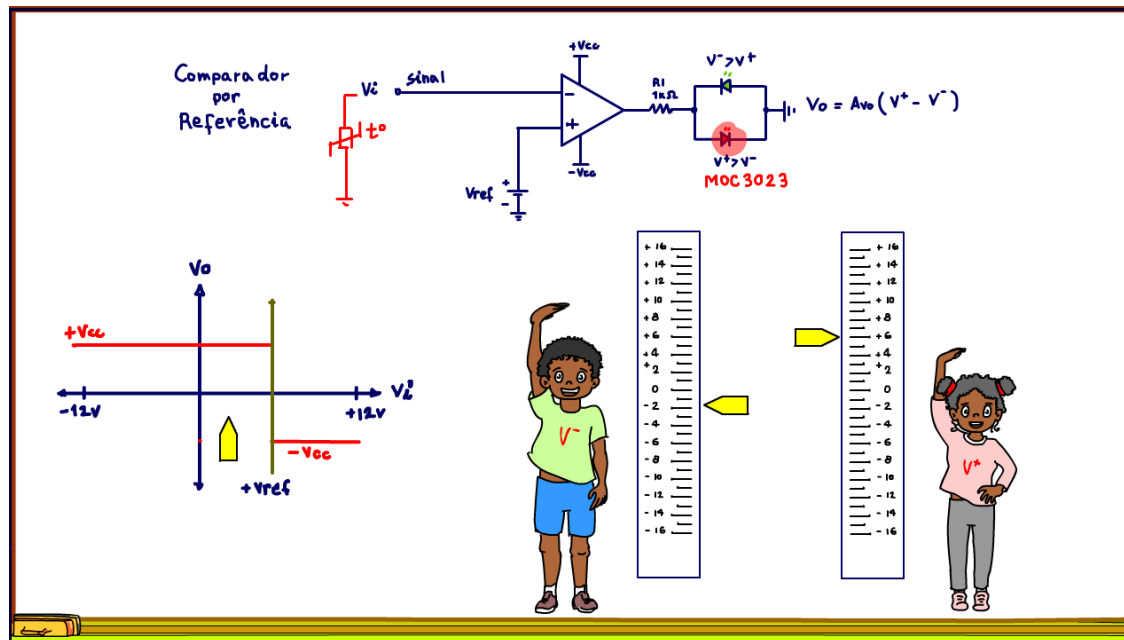 Comparador
por
Referência
Vi
sinal
t°
+Vcc
-
+
-Vcc
Vref
+
-
R1
1kΩ
V⁻>V⁺
V⁺>V⁻
MOC3023
Vo = Avo (V⁺ - V⁻)
Vo
+Vcc
-12V
+12V
Vi
-Vcc
+Vref
V⁻
+16
+14
+12
+10
+8
+6
+4
+2
0
-2
-4
-6
-8
-10
-12
-14
-16
+16
+14
+12
+10
+8
+6
+4
+2
0
-2
-4
-6
-8
-10
-12
-14
-16
V⁺